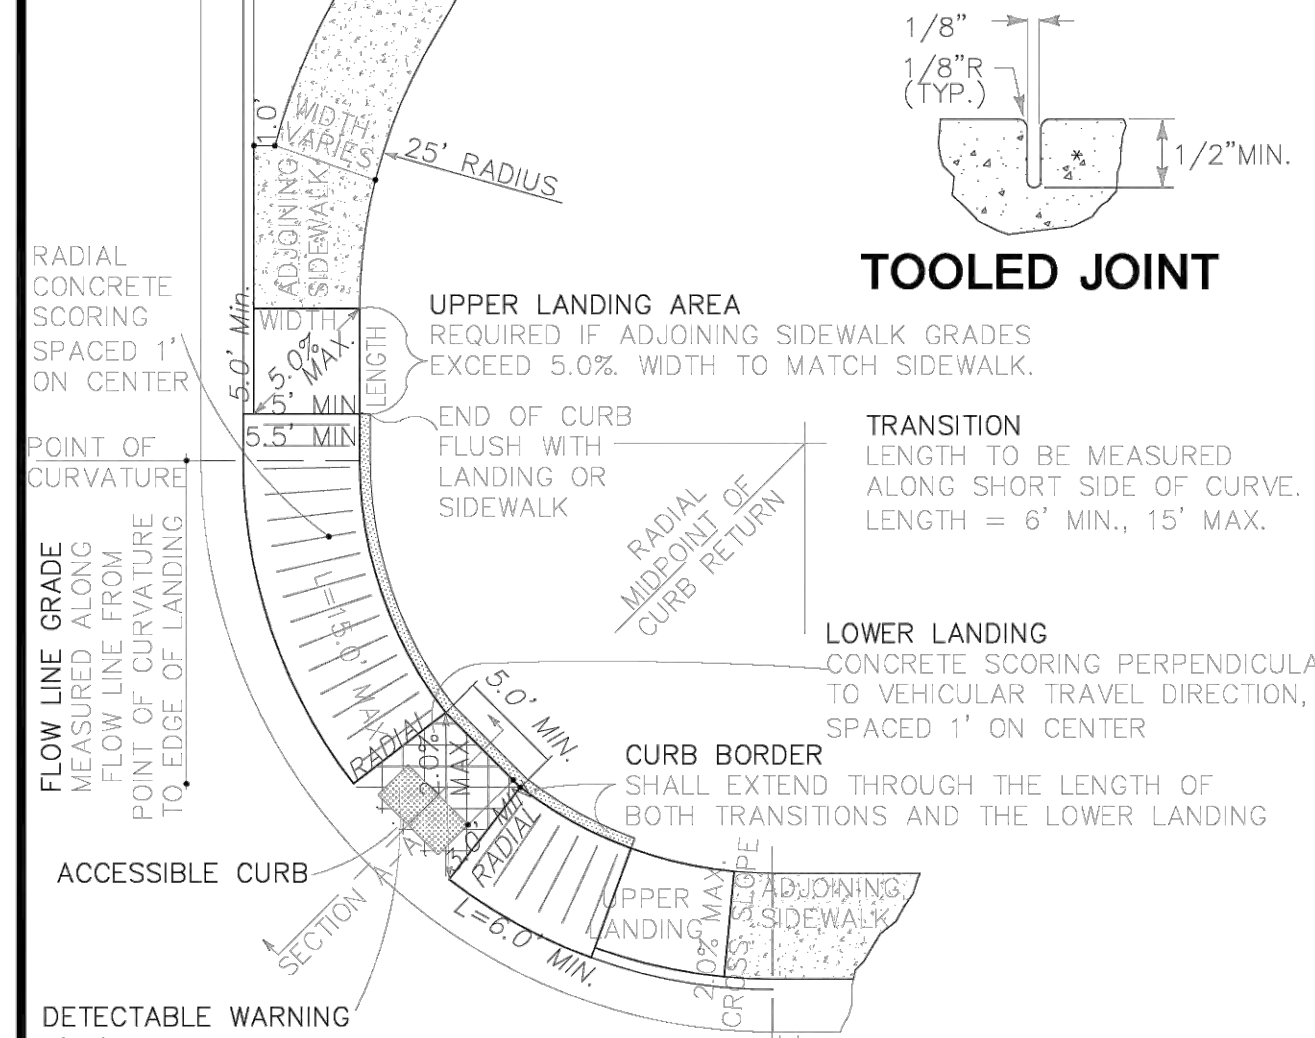 1/8"
1/8"R
(TYP.)
1/2"MIN.
TOOLED JOINT
1.0'
WIDTH
VARIES
25' RADIUS
ADJOINING
SIDEWALK
RADIAL
CONCRETE
SCORING
SPACED 1'
ON CENTER
5.0' Min.
WIDTH
5.0%
MAX.
LENGTH
5' MIN
5.5' MIN
UPPER LANDING AREA
REQUIRED IF ADJOINING SIDEWALK GRADES
EXCEED 5.0%. WIDTH TO MATCH SIDEWALK.
END OF CURB
FLUSH WITH
LANDING OR
SIDEWALK
TRANSITION
LENGTH TO BE MEASURED
ALONG SHORT SIDE OF CURVE.
LENGTH = 6' MIN., 15' MAX.
POINT OF
CURVATURE
RADIAL
MIDPOINT OF
CURB RETURN
FLOW LINE GRADE
MEASURED ALONG
FLOW LINE FROM
POINT OF CURVATURE
TO EDGE OF LANDING
L=15.0' MAX
LOWER LANDING
CONCRETE SCORING PERPENDICULA
TO VEHICULAR TRAVEL DIRECTION,
SPACED 1' ON CENTER
5.0' MIN.
RADIAL
2.0%
MAX
CURB BORDER
SHALL EXTEND THROUGH THE LENGTH OF
BOTH TRANSITIONS AND THE LOWER LANDING
RADIAL
ACCESSIBLE CURB
SECTION A A
L=6.0' MIN.
UPPER
LANDING
2.0% MAX.
CROSS SLOPE
ADJOINING
SIDEWALK
DETECTABLE WARNING